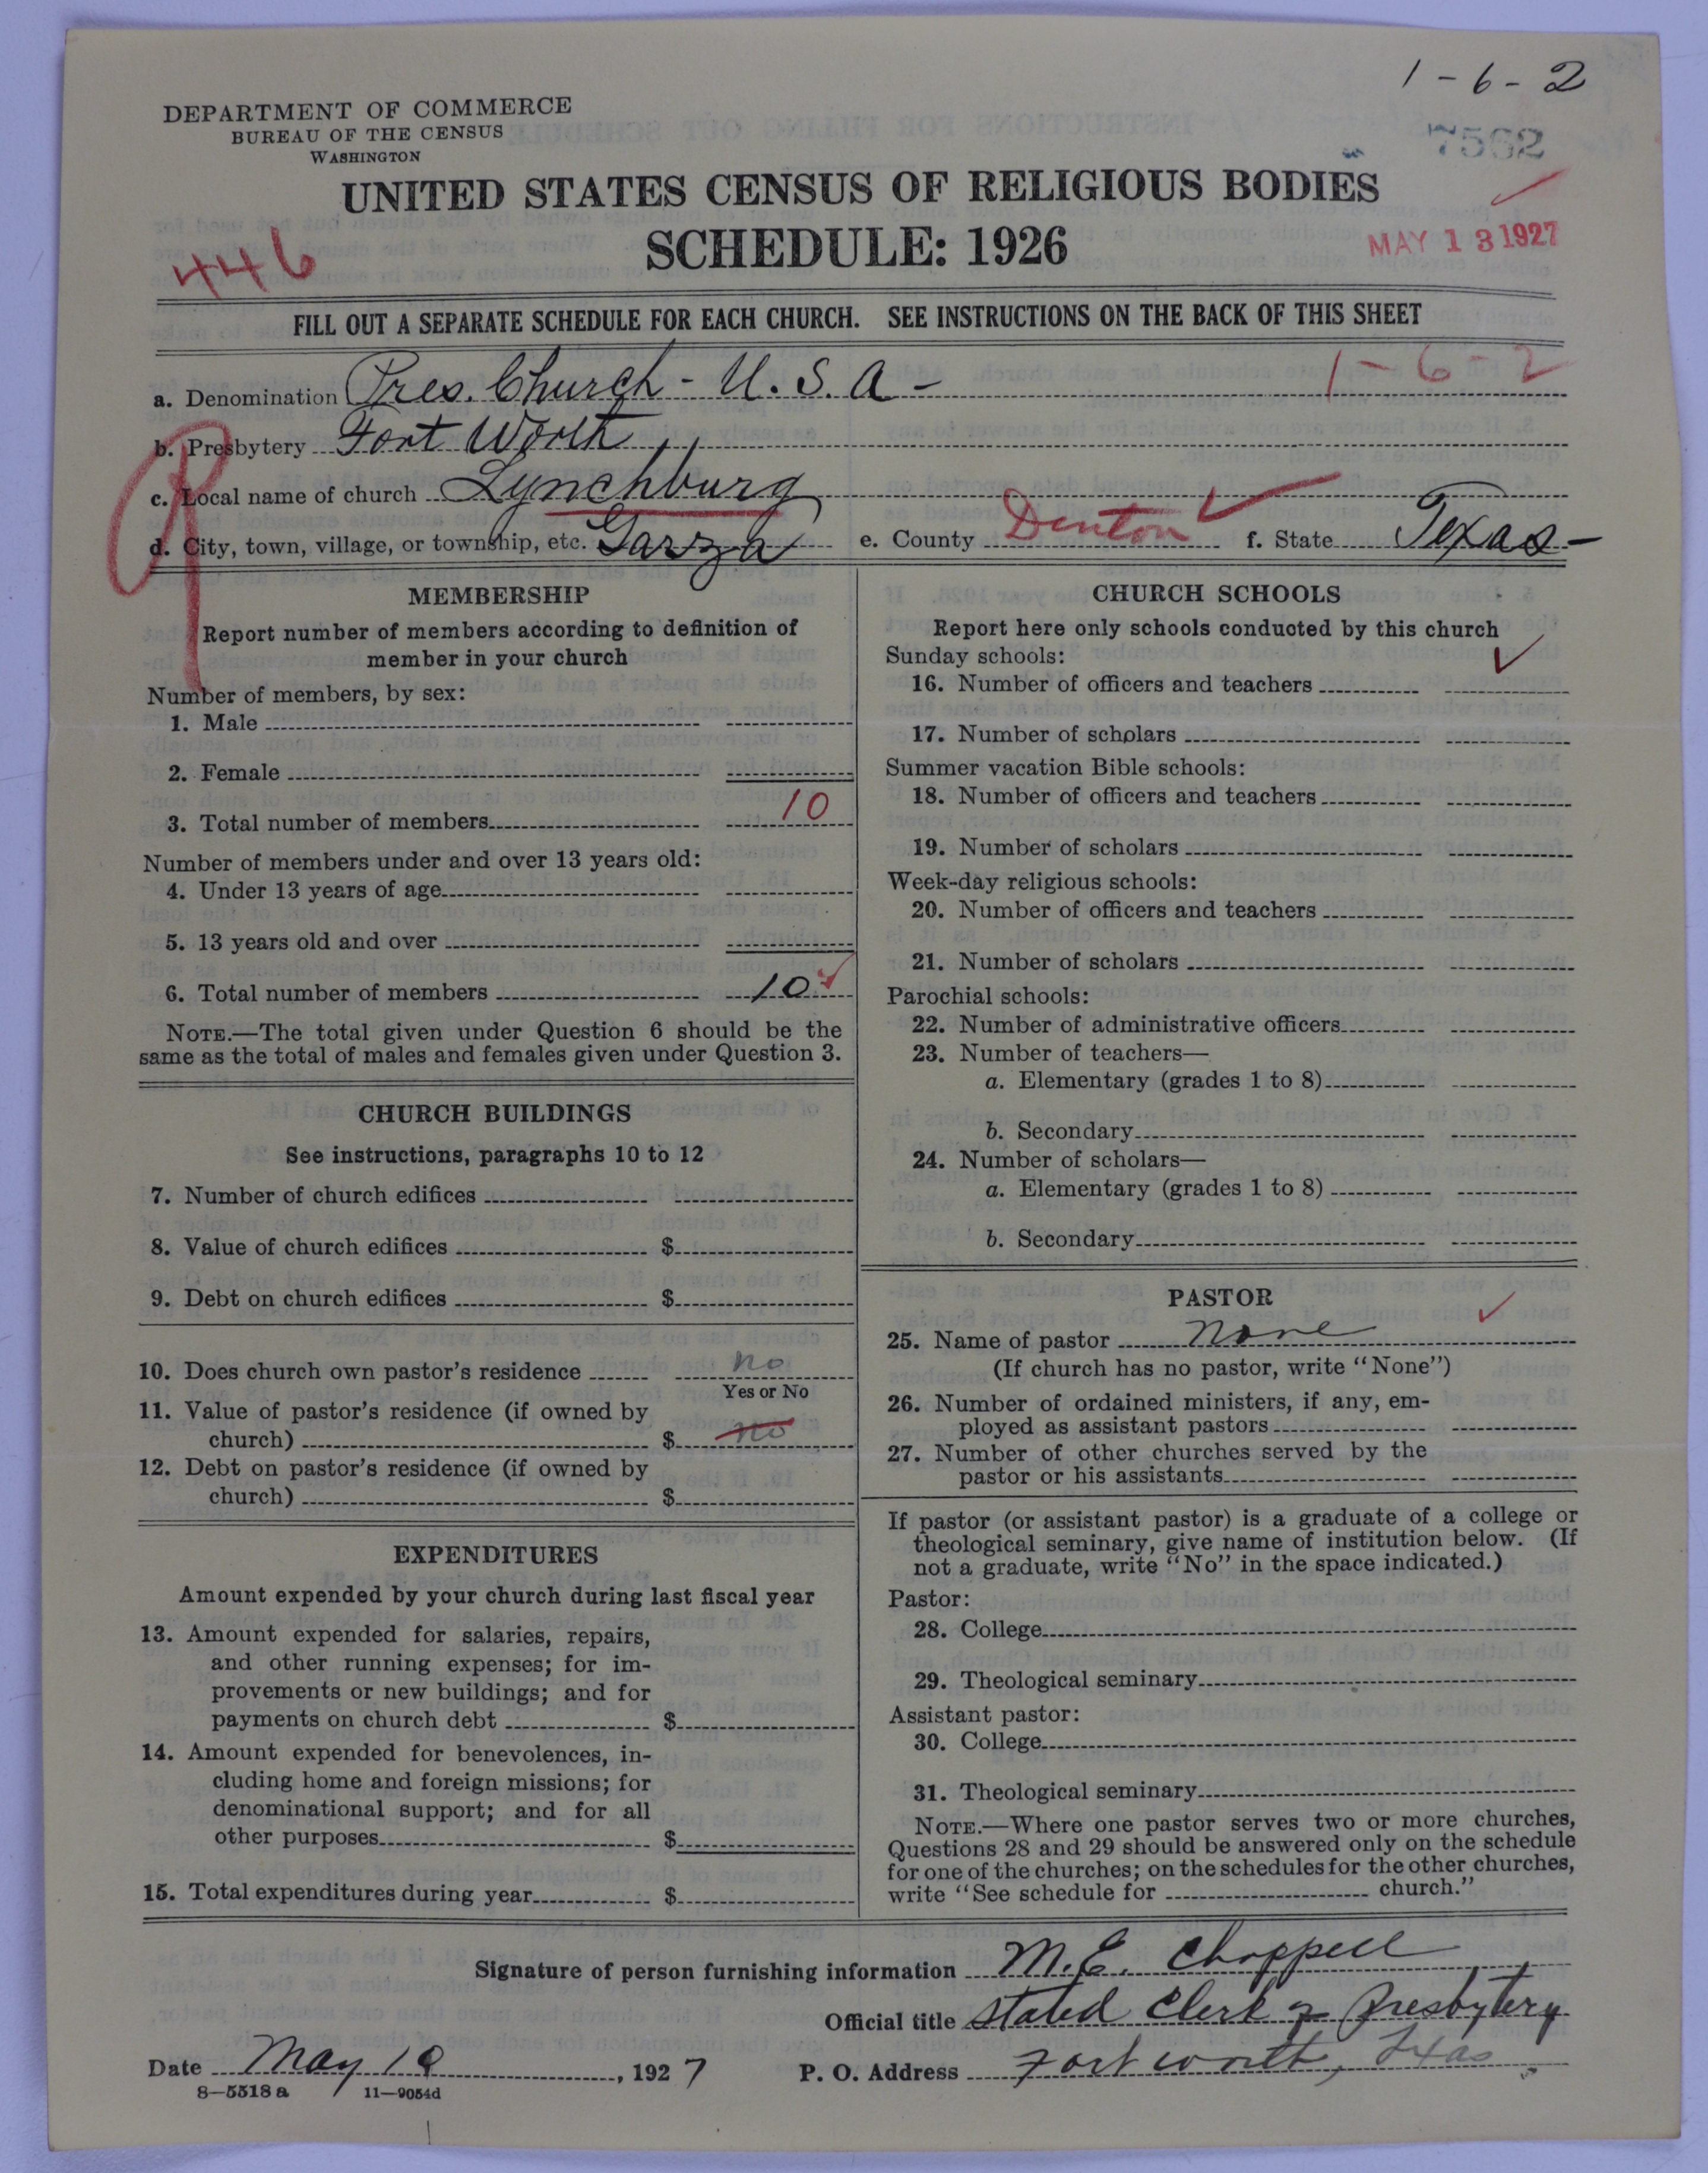 1-6-2
DEPARTMENT OF COMMERCE
BUREAU OF THE CENSUS
WASHINGTON
7562
UNITED STATES CENSUS OF RELIGIOUS BODIES
SCHEDULE: 1926
MAY 13 1927
446
FILL OUT A SEPARATE SCHEDULE FOR EACH CHURCH. SEE INSTRUCTIONS ON THE BACK OF THIS SHEET
a. Denomination Pres. Church - U.S.A - 1-6-2
b. Presbytery Fort Worth
c. Local name of church Lynchburg
d. City, town, village, or township, etc. Garza e. County Denton f. State Texas-
MEMBERSHIP
Report number of members according to definition of
member in your church
Number of members, by sex:
1. Male
2. Female
3. Total number of members 10
Number of members under and over 13 years old:
4. Under 13 years of age
5. 13 years old and over
6. Total number of members 10
NOTE.—The total given under Question 6 should be the
same as the total of males and females given under Question 3.
CHURCH BUILDINGS
See instructions, paragraphs 10 to 12
7. Number of church edifices
8. Value of church edifices $
9. Debt on church edifices $
10. Does church own pastor's residence no
Yes or No
11. Value of pastor's residence (if owned by
church) $ no
12. Debt on pastor's residence (if owned by
church) $
EXPENDITURES
Amount expended by your church during last fiscal year
13. Amount expended for salaries, repairs,
and other running expenses; for im-
provements or new buildings; and for
payments on church debt $
14. Amount expended for benevolences, in-
cluding home and foreign missions; for
denominational support; and for all
other purposes $
15. Total expenditures during year $
CHURCH SCHOOLS
Report here only schools conducted by this church
Sunday schools:
16. Number of officers and teachers
17. Number of scholars
Summer vacation Bible schools:
18. Number of officers and teachers
19. Number of scholars
Week-day religious schools:
20. Number of officers and teachers
21. Number of scholars
Parochial schools:
22. Number of administrative officers
23. Number of teachers—
a. Elementary (grades 1 to 8)
b. Secondary
24. Number of scholars—
a. Elementary (grades 1 to 8)
b. Secondary
PASTOR
25. Name of pastor None
(If church has no pastor, write "None")
26. Number of ordained ministers, if any, em-
ployed as assistant pastors
27. Number of other churches served by the
pastor or his assistants
If pastor (or assistant pastor) is a graduate of a college or
theological seminary, give name of institution below. (If
not a graduate, write "No" in the space indicated.)
Pastor:
28. College
29. Theological seminary
Assistant pastor:
30. College
31. Theological seminary
NOTE.—Where one pastor serves two or more churches,
Questions 28 and 29 should be answered only on the schedule
for one of the churches; on the schedules for the other churches,
write "See schedule for church."
Signature of person furnishing information M.E. Chappell
Official title Stated Clerk of Presbytery
Date May 10, 1927 P. O. Address Fort Worth, Texas.
8—5518a 11—9054d